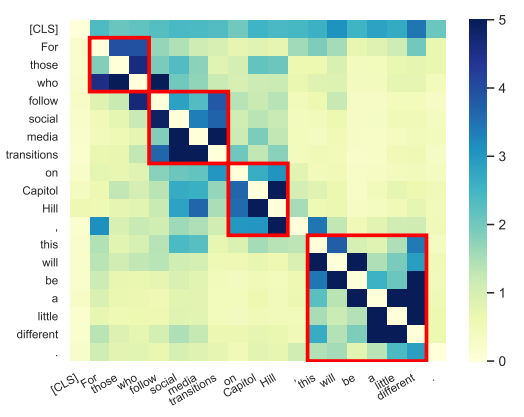 [CLS]
For
those
who
follow
social
media
transitions
on
Capitol
Hill
,
this
will
be
a
little
different
.
5
4
3
2
1
0
[CLS] For those who follow social media transitions on Capitol Hill , this will be a little different .